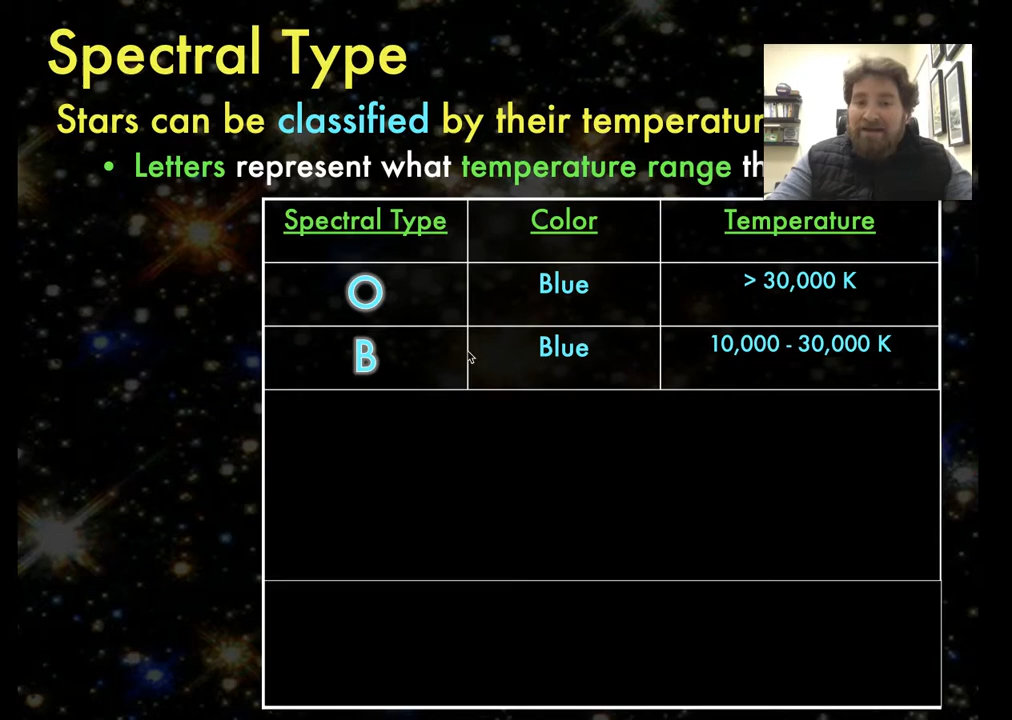 Spectral Type
Stars can be classified by their temperatur
• Letters represent what temperature range th
Spectral Type Color Temperature
O Blue > 30,000 K
B Blue 10,000 - 30,000 K